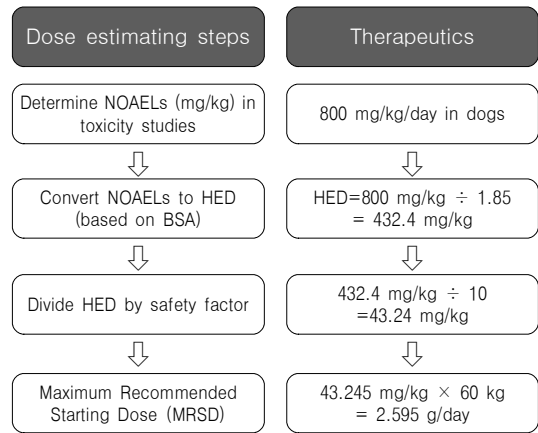 Dose estimating steps
Therapeutics
Determine NOAELs (mg/kg) in
toxicity studies
800 mg/kg/day in dogs
Convert NOAELs to HED
(based on BSA)
HED=800 mg/kg ÷ 1.85
= 432.4 mg/kg
Divide HED by safety factor
432.4 mg/kg ÷ 10
=43.24 mg/kg
Maximum Recommended
Starting Dose (MRSD)
43.245 mg/kg × 60 kg
= 2.595 g/day